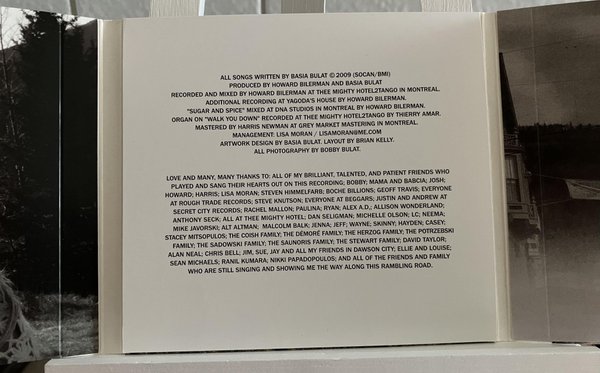 ALL SONGS WRITTEN BY BASIA BULAT © 2009 (SOCAN/BMI)
PRODUCED BY HOWARD BILERMAN AND BASIA BULAT
RECORDED AND MIXED BY HOWARD BILERMAN AT THEE MIGHTY HOTEL2TANGO IN MONTREAL.
ADDITIONAL RECORDING AT YAGODA'S HOUSE BY HOWARD BILERMAN.
"SUGAR AND SPICE" MIXED AT DNA STUDIOS IN MONTREAL BY HOWARD BILERMAN.
ORGAN ON "WALK YOU DOWN" RECORDED AT THEE MIGHTY HOTEL2TANGO BY THIERRY AMAR.
MASTERED BY HARRIS NEWMAN AT GREY MARKET MASTERING IN MONTREAL.
MANAGEMENT: LISA MORAN / LISAMORAN@ME.COM
ARTWORK DESIGN BY BASIA BULAT. LAYOUT BY BRIAN KELLY.
ALL PHOTOGRAPHY BY BOBBY BULAT.
LOVE AND MANY, MANY THANKS TO: ALL OF MY BRILLIANT, TALENTED, AND PATIENT FRIENDS WHO
PLAYED AND SANG THEIR HEARTS OUT ON THIS RECORDING; BOBBY; MAMA AND BABCIA; JOSH;
HOWARD; HARRIS; LISA MORAN; STEVEN HIMMELFARB; BOCHE BILLIONS; GEOFF TRAVIS; EVERYONE
AT ROUGH TRADE RECORDS; STEVE KNUTSON; EVERYONE AT BEGGARS; JUSTIN AND ANDREW AT
SECRET CITY RECORDS; RACHEL MALLON; PAULINA; RYAN; ALEX A.D.; ALLISON WONDERLAND;
ANTHONY SECK; ALL AT THEE MIGHTY HOTEL; DAN SELIGMAN; MICHELLE OLSON; LC; NEEMA;
MIKE JAVORSKI; ALT ALTMAN; MALCOLM BALK; JENNA; JEFF; WAYNE; SKINNY; HAYDEN; CASEY;
STACEY MITSOPULOS; THE COISH FAMILY; THE DÉMORÉ FAMILY; THE HERZOG FAMILY; THE POTRZEBSKI
FAMILY; THE SADOWSKI FAMILY; THE SAUNORIS FAMILY; THE STEWART FAMILY; DAVID TAYLOR;
ALAN NEAL; CHRIS BELL; JIM, SUE, JAY AND ALL MY FRIENDS IN DAWSON CITY; ELLIE AND LOUISE;
SEAN MICHAELS; RANIL KUMARA; NIKKI PAPADOPOULOS; AND ALL OF THE FRIENDS AND FAMILY
WHO ARE STILL SINGING AND SHOWING ME THE WAY ALONG THIS RAMBLING ROAD.